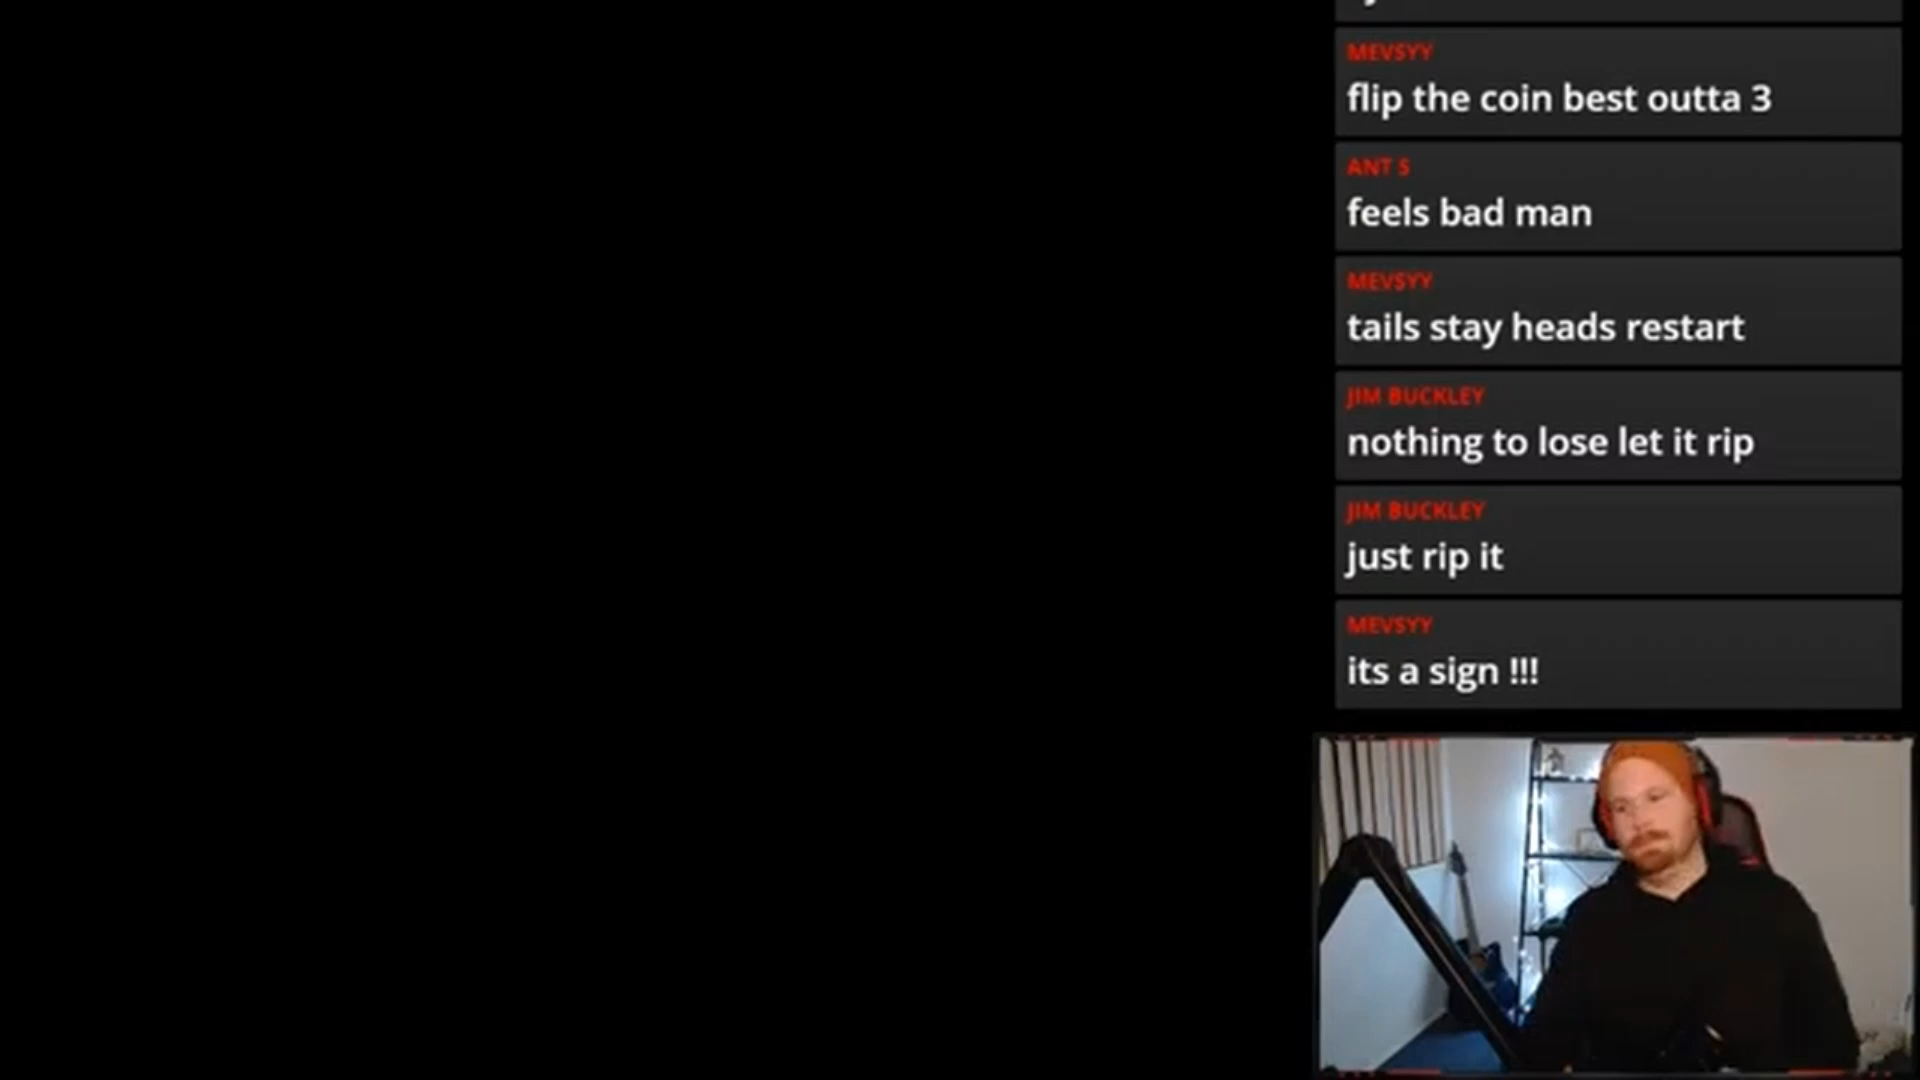 MEVSYY
flip the coin best outta 3
ANT S
feels bad man
MEVSYY
tails stay heads restart
JIM BUCKLEY
nothing to lose let it rip
JIM BUCKLEY
just rip it
MEVSYY
its a sign !!!